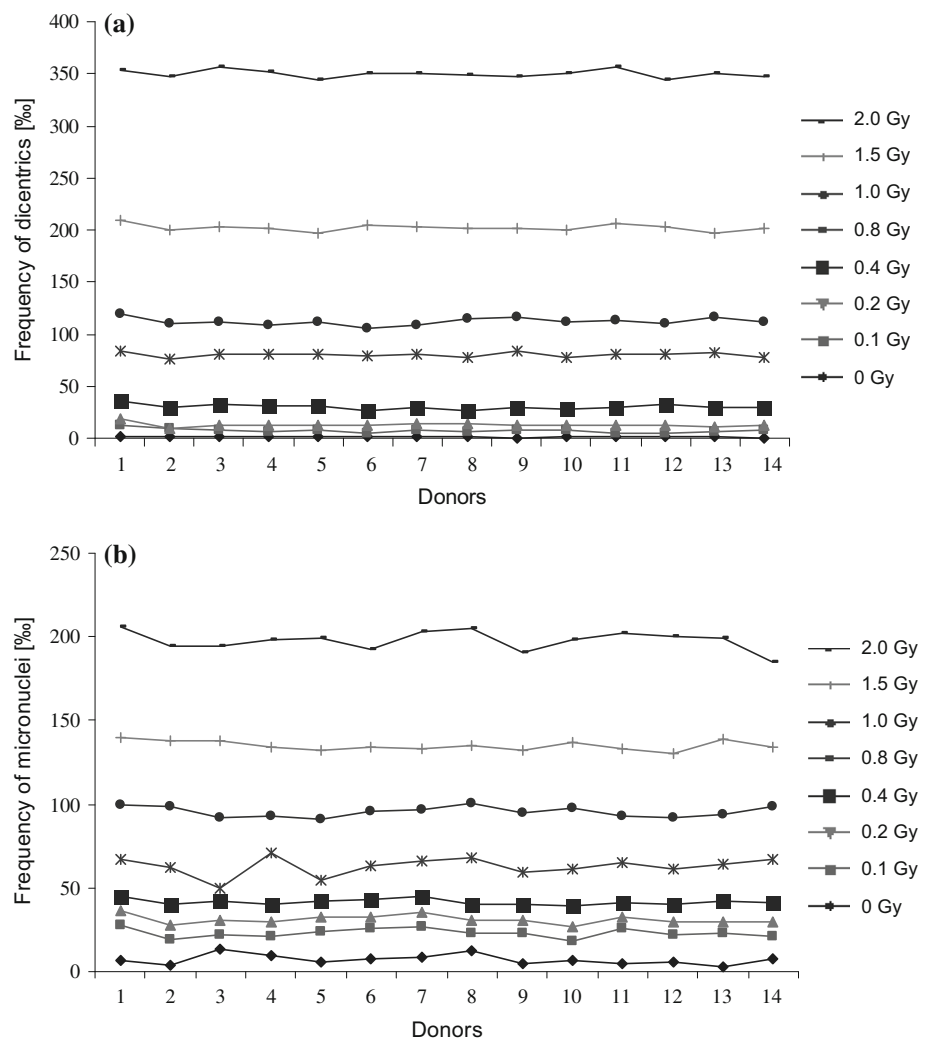 (a)
400
350
300
250
200
150
100
50
0
Frequency of dicentrics [‰]
1 2 3 4 5 6 7 8 9 10 11 12 13 14
Donors
2.0 Gy
1.5 Gy
1.0 Gy
0.8 Gy
0.4 Gy
0.2 Gy
0.1 Gy
0 Gy
(b)
250
200
150
100
50
0
Frequency of micronuclei [‰]
1 2 3 4 5 6 7 8 9 10 11 12 13 14
Donors
2.0 Gy
1.5 Gy
1.0 Gy
0.8 Gy
0.4 Gy
0.2 Gy
0.1 Gy
0 Gy